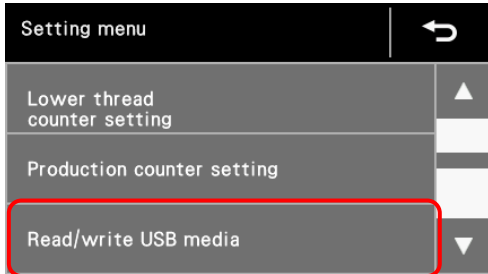 Setting menu
Lower thread
counter setting
Production counter setting
Read/write USB media